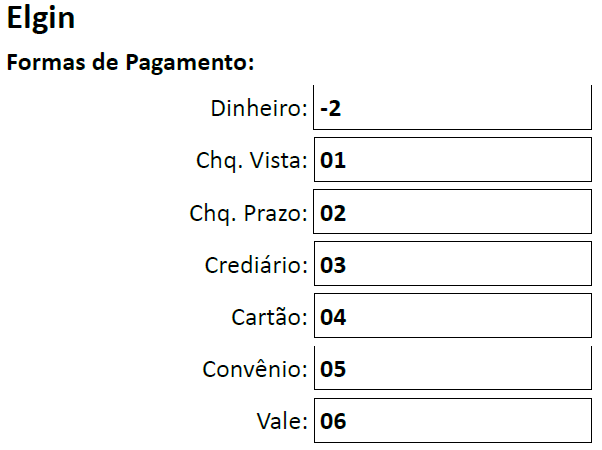 Elgin
Formas de Pagamento:
Dinheiro: -2
Chq. Vista: 01
Chq. Prazo: 02
Crediário: 03
Cartão: 04
Convênio: 05
Vale: 06